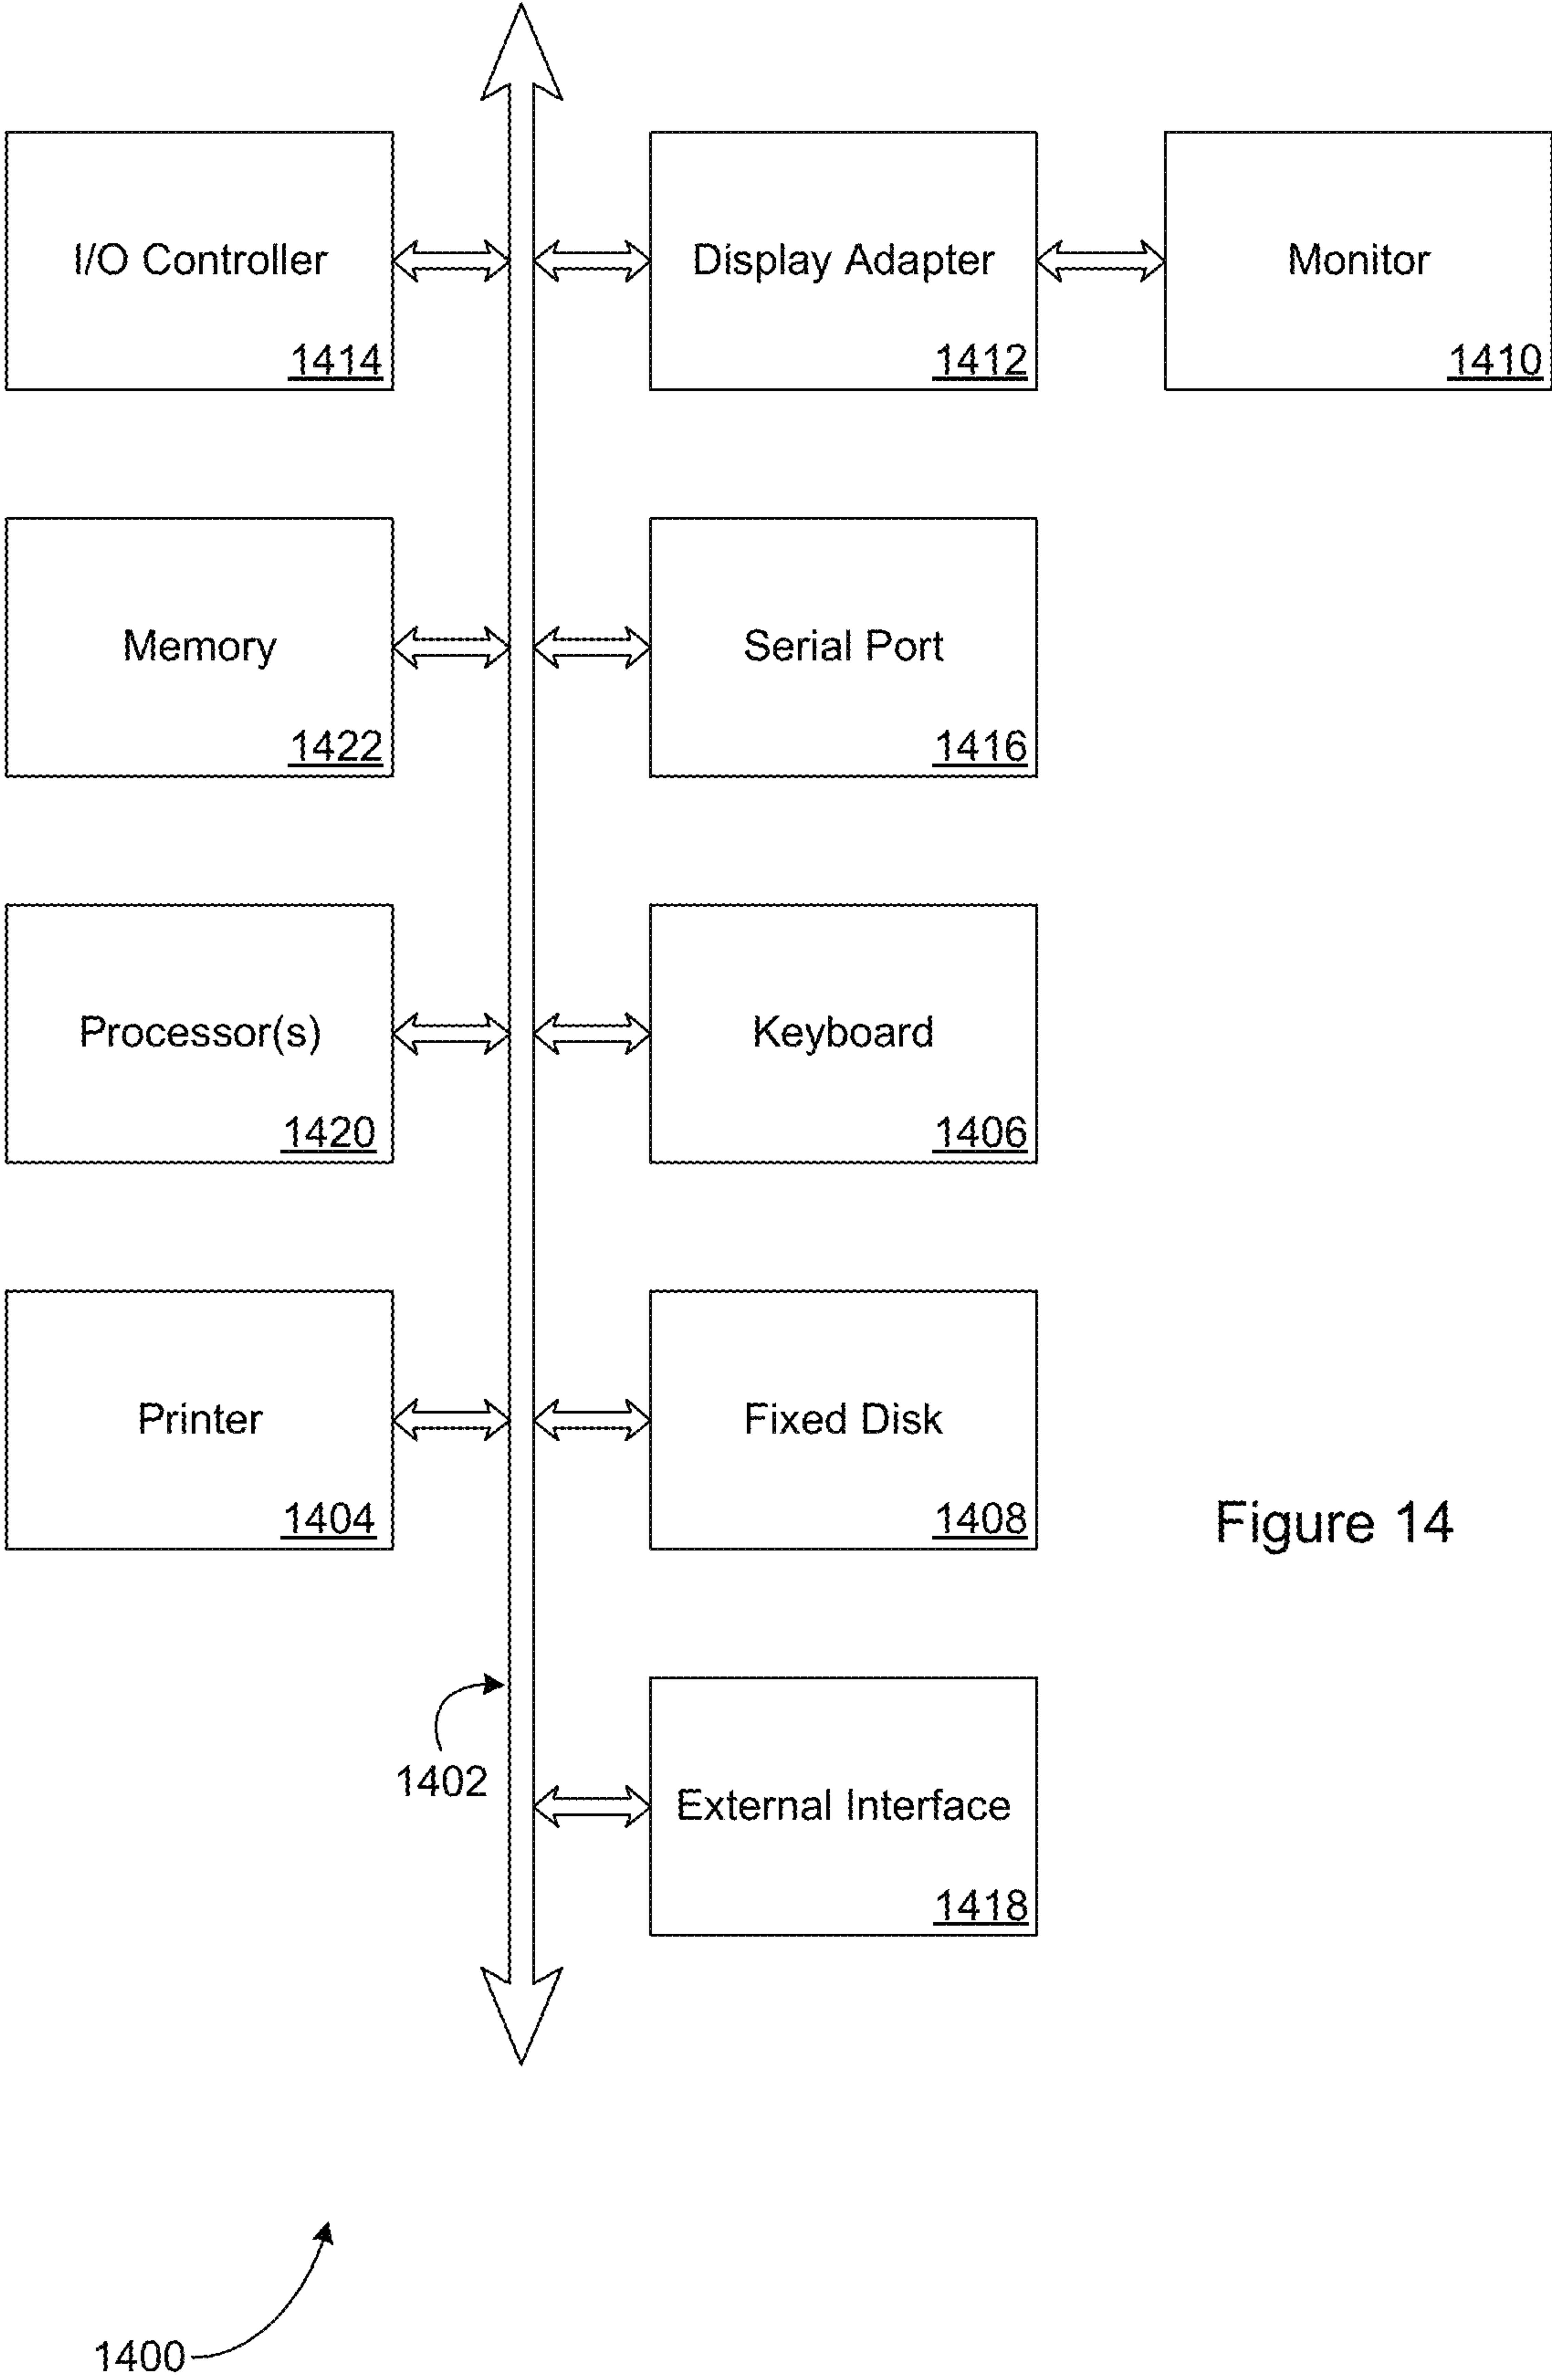 I/O Controller
1414
Display Adapter
1412
Monitor
1410
Memory
1422
Serial Port
1416
Processor(s)
1420
Keyboard
1406
Printer
1404
Fixed Disk
1408
Figure 14
1402
External Interface
1418
1400